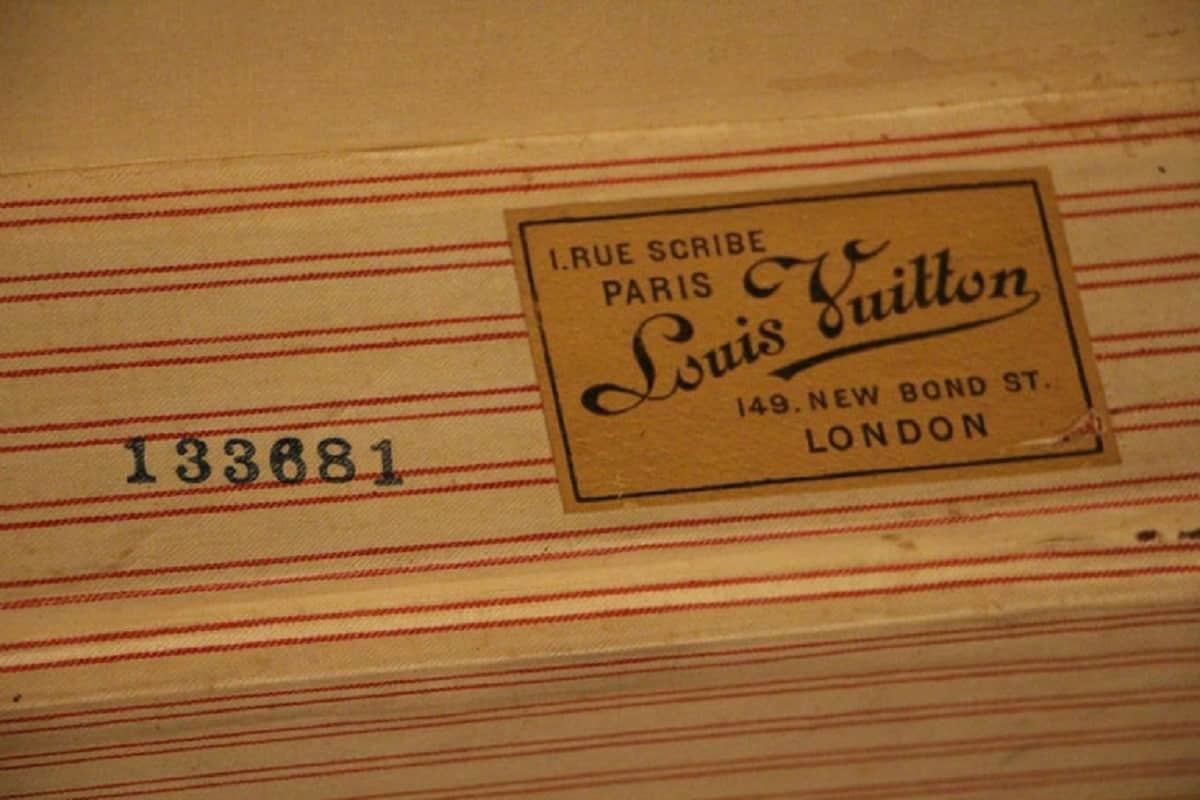 1. RUE SCRIBE
PARIS
Louis Vuitton
149. NEW BOND ST.
LONDON
133681